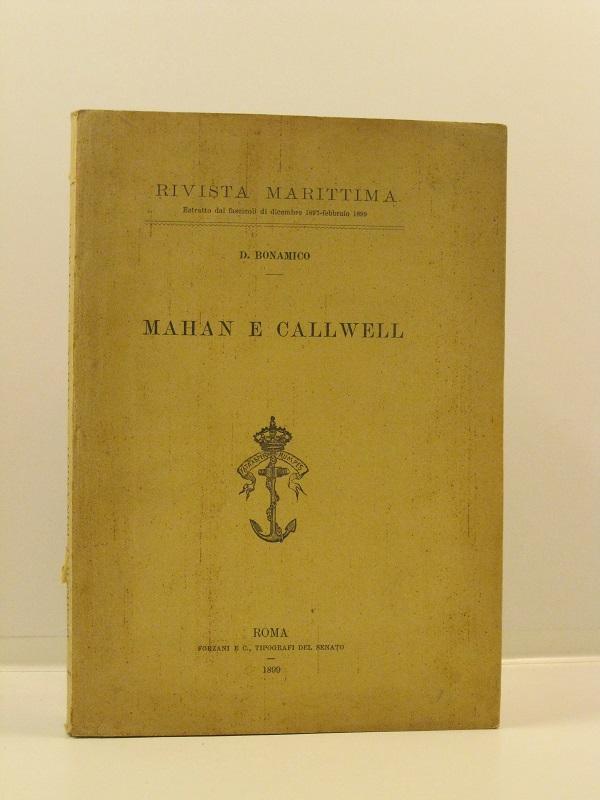 RIVISTA MARITTIMA
Estratto dai fascicoli di dicembre 1897-febbraio 1899
D. BONAMICO
MAHAN E CALLWELL
ROMA
FORZANI E C., TIPOGRAFI DEL SENATO
1899